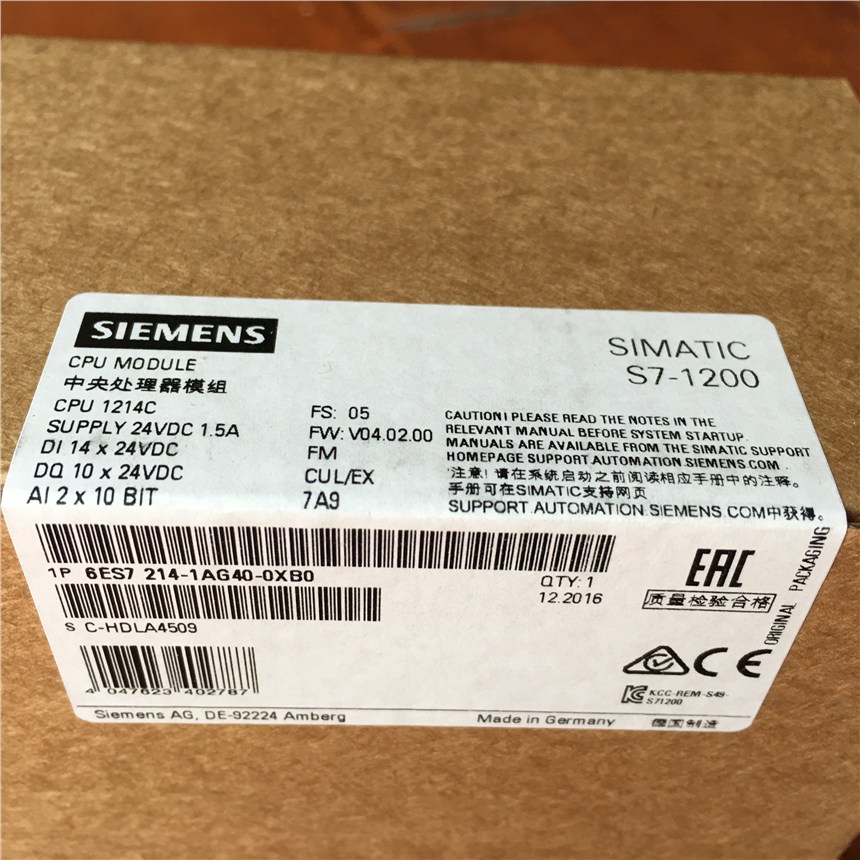 SIEMENS
SIMATIC
S7-1200
CPU MODULE
中央处理器模组
CPU 1214C
SUPPLY 24VDC 1.5A
DI 14 x 24VDC
DQ 10 x 24VDC
AI 2 x 10 BIT
FS: 05
FW: V04.02.00
FM
CUL/EX
7A9
CAUTION! PLEASE READ THE NOTES IN THE
RELEVANT MANUAL BEFORE SYSTEM STARTUP.
MANUALS ARE AVAILABLE FROM THE SIMATIC SUPPORT
HOMEPAGE SUPPORT.AUTOMATION.SIEMENS.COM .
注意! 请在系统启动之前阅读相应手册中的注释。
手册可在SIMATIC支持网页
SUPPORT.AUTOMATION.SIEMENS.COM中获得。
1P 6ES7 214-1AG40-0XB0
QTY: 1
12.2016
EAC
质量检验合格
ORIGINAL PACKAGING
S C-HDLA4509
CE
KCC-REM-S49-
S71200
4 047623 402787
Siemens AG, DE-92224 Amberg
Made in Germany
德国制造